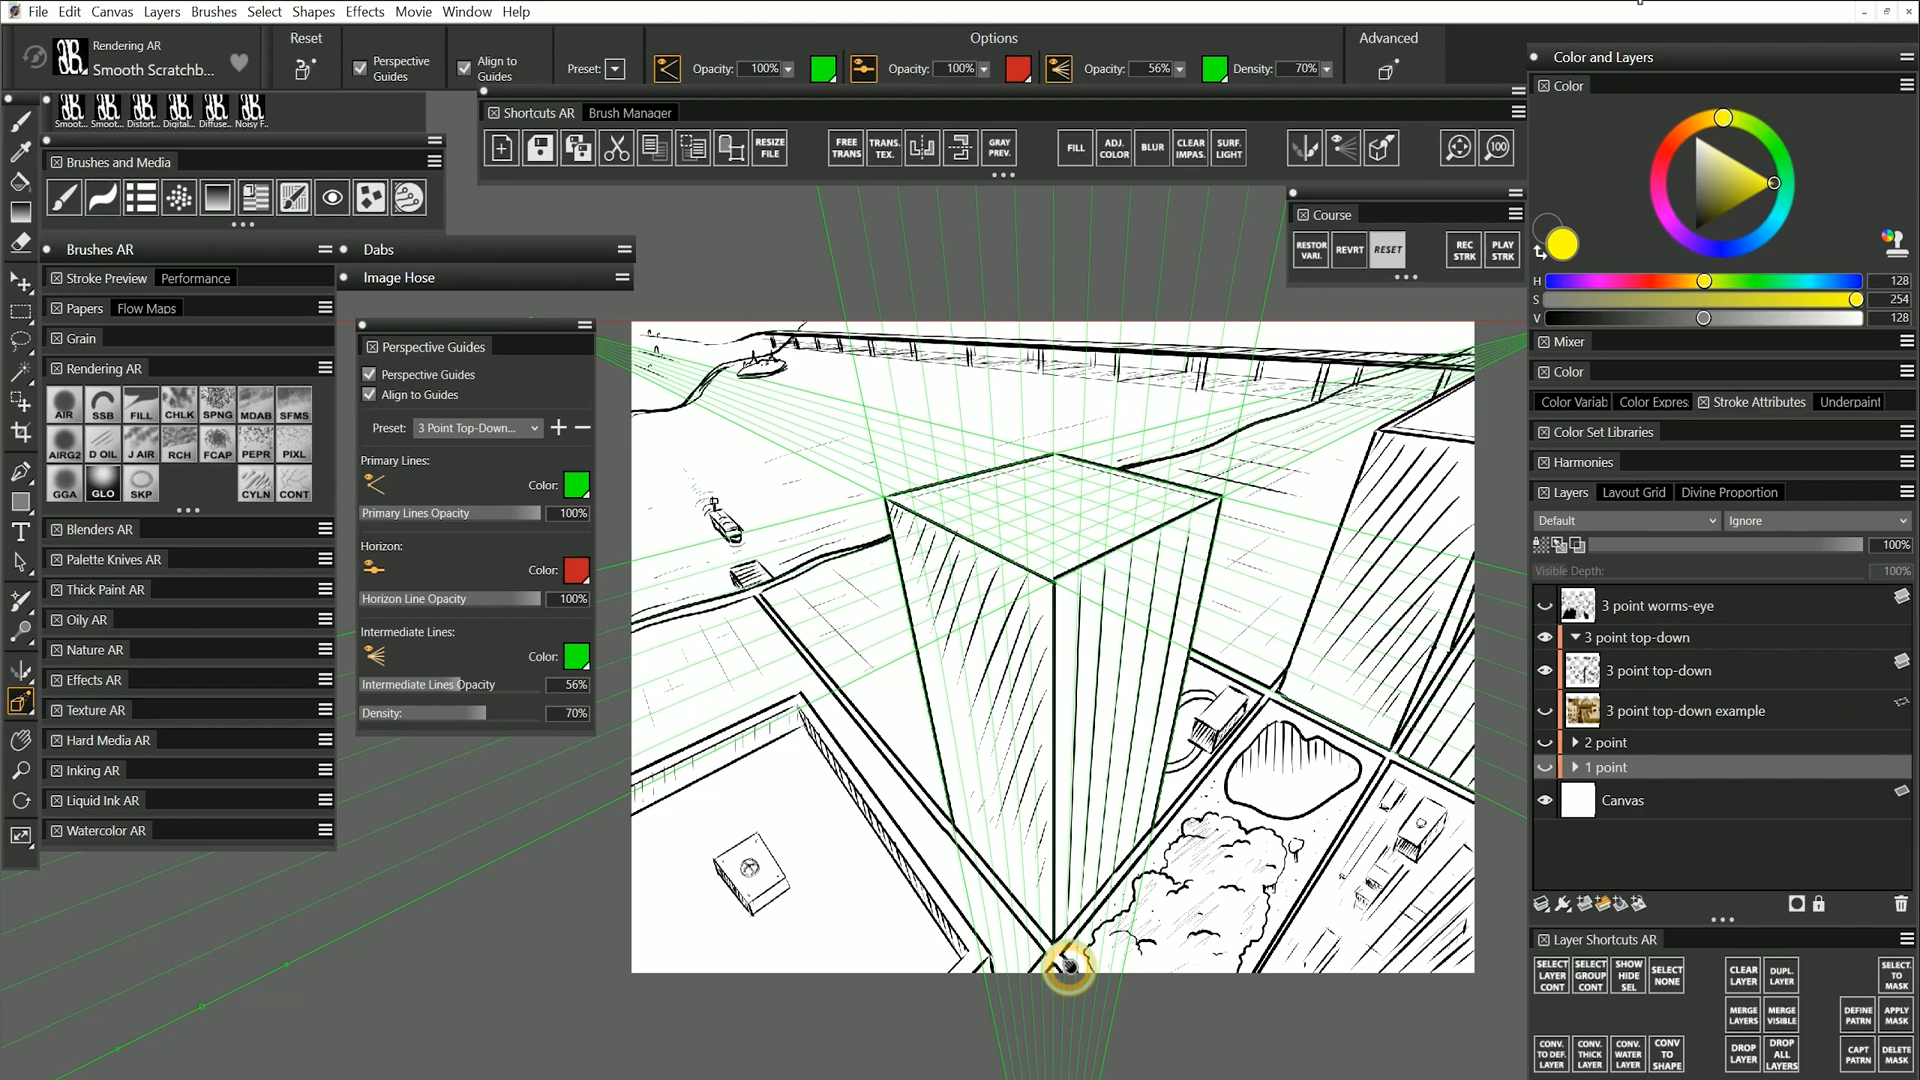 File Edit Canvas Layers Brushes Select Shapes Effects Movie Window Help
Rendering AR
Smooth Scratchb...
Reset
Perspective Guides
Align to Guides
Preset:
Options
Opacity: 100%
Opacity: 100%
Opacity: 56%
Density: 70%
Advanced
Smoot... Smoot... Distort... Digital... Diffuse... Noisy F...
Shortcuts AR Brush Manager
RESIZE FILE
FREE TRANS
TRANS. TEX.
GRAY PREV.
FILL
ADJ. COLOR
BLUR
CLEAR IMPAS.
SURF. LIGHT
100
Brushes and Media
Brushes AR
Stroke Preview Performance
Papers Flow Maps
Grain
Rendering AR
AIR SSB FILL CHLK SPNG MDAB SFMS
AIRG2 D OIL J AIR RCH FCAP PEPR PIXL
GGA GLO SKP CYLN CONT
Blenders AR
Palette Knives AR
Thick Paint AR
Oily AR
Nature AR
Effects AR
Texture AR
Hard Media AR
Inking AR
Liquid Ink AR
Watercolor AR
T
Dabs
Image Hose
Perspective Guides
Perspective Guides
Align to Guides
Preset: 3 Point Top-Down...
Primary Lines:
Color:
Primary Lines Opacity 100%
Horizon:
Color:
Horizon Line Opacity 100%
Intermediate Lines:
Color:
Intermediate Lines Opacity 56%
Density: 70%
Course
RESTOR VARI.
REVRT
RESET
REC STRK
PLAY STRK
Color and Layers
Color
H 128
S 254
V 128
Mixer
Color
Color Variab Color Expres Stroke Attributes Underpaint
Color Set Libraries
Harmonies
Layers Layout Grid Divine Proportion
Default Ignore
100%
Visible Depth: 100%
3 point worms-eye
3 point top-down
3 point top-down
3 point top-down example
2 point
1 point
Canvas
Layer Shortcuts AR
SELECT LAYER CONT
SELECT GROUP CONT
SHOW HIDE SEL
SELECT NONE
CLEAR LAYER
DUPL. LAYER
SELECT. TO MASK
MERGE LAYERS
MERGE VISIBLE
DEFINE PATRN
APPLY MASK
CONV. TO DEF. LAYER
CONV. THICK LAYER
CONV. WATER LAYER
CONV TO SHAPE
DROP LAYER
DROP ALL LAYERS
CAPT PATRN
DELETE MASK